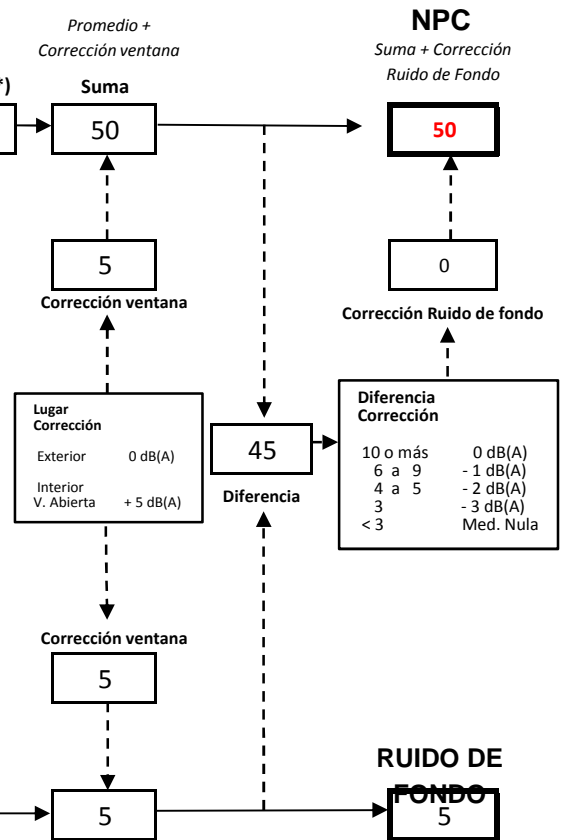 Promedio +
Corrección ventana
NPC
Suma + Corrección
Ruido de Fondo
*)
Suma
50
50
5
0
Corrección ventana
Corrección Ruido de fondo
Lugar
Corrección
Exterior 0 dB(A)
Interior
V. Abierta + 5 dB(A)
45
Diferencia
Diferencia
Corrección
10 o más 0 dB(A)
6 a 9 - 1 dB(A)
4 a 5 - 2 dB(A)
3 - 3 dB(A)
< 3 Med. Nula
Corrección ventana
5
RUIDO DE
FONDO
5
5